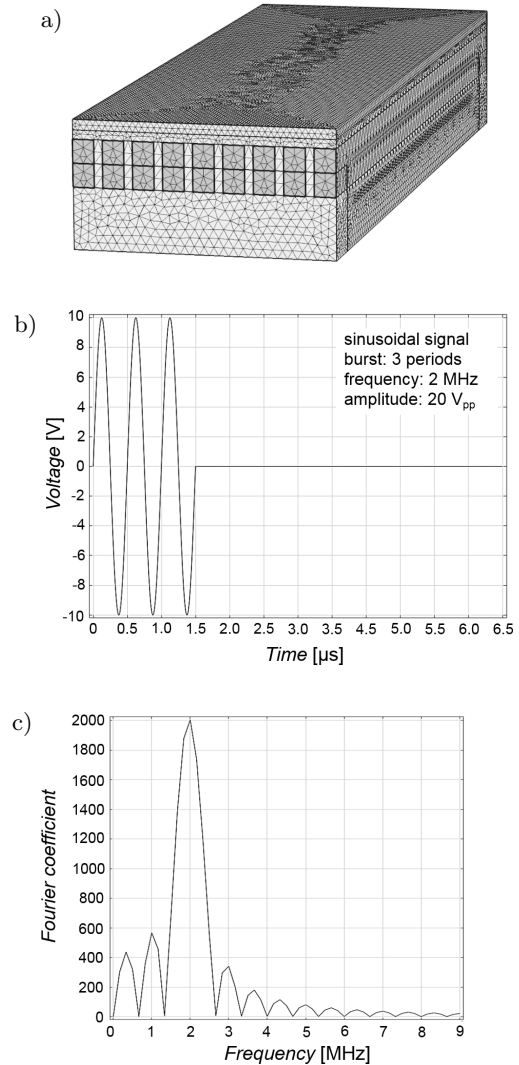 a)
b)
sinusoidal signal
burst: 3 periods
frequency: 2 MHz
amplitude: 20 Vpp
10
8
6
4
2
0
-2
-4
-6
-8
-10
Voltage [V]
0 0.5 1.0 1.5 2.0 2.5 3.0 3.5 4.0 4.5 5.0 5.5 6.0 6.5
Time [µs]
c)
2000
1800
1600
1400
1200
1000
800
600
400
200
0
Fourier coefficient
0 1 2 3 4 5 6 7 8 9
Frequency [MHz]